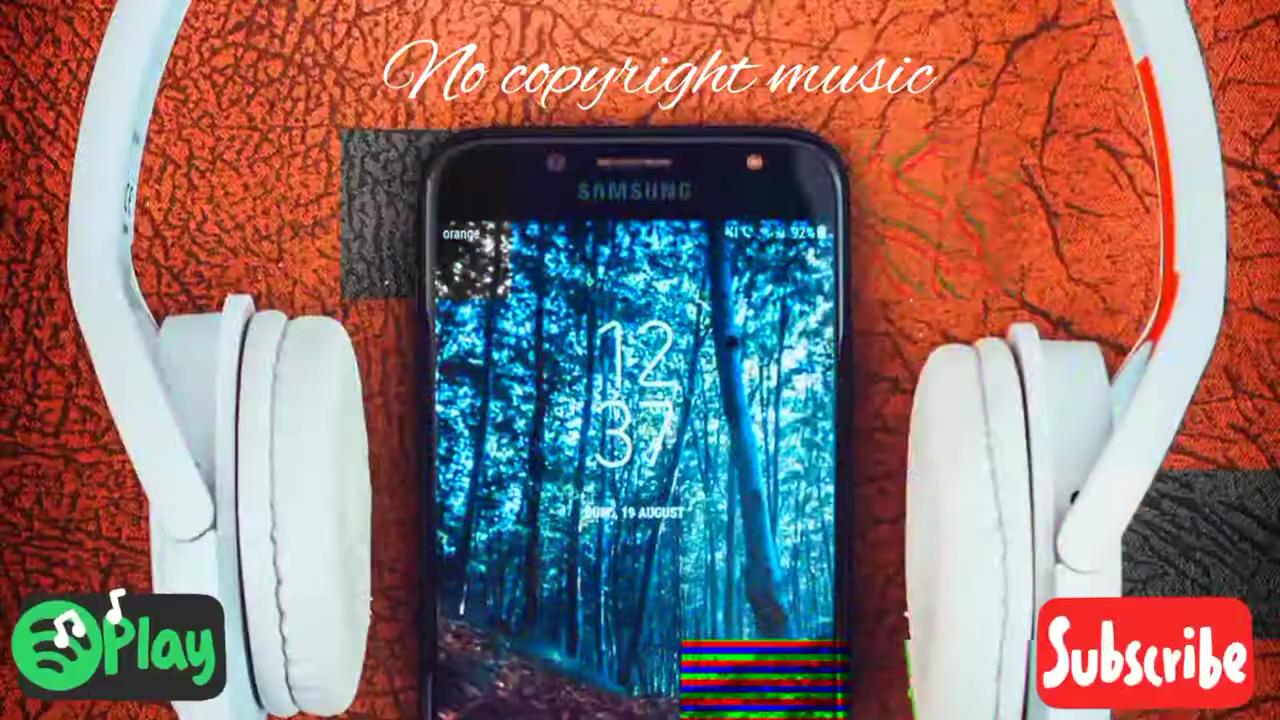 No copyright music
SAMSUNG
orange
92%
12
37
19 AUGUST
Play
Subscribe